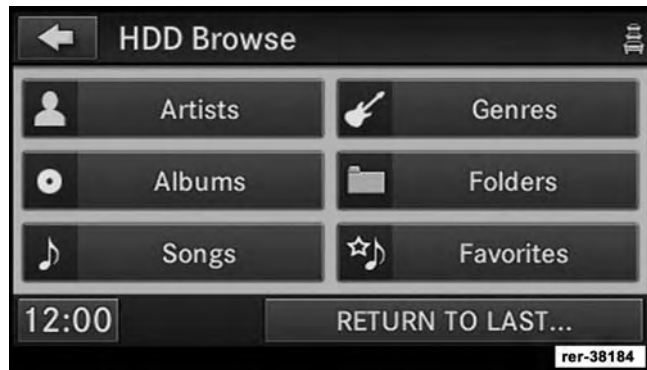 HDD Browse
Artists
Genres
Albums
Folders
Songs
Favorites
12:00
RETURN TO LAST...
rer-38184